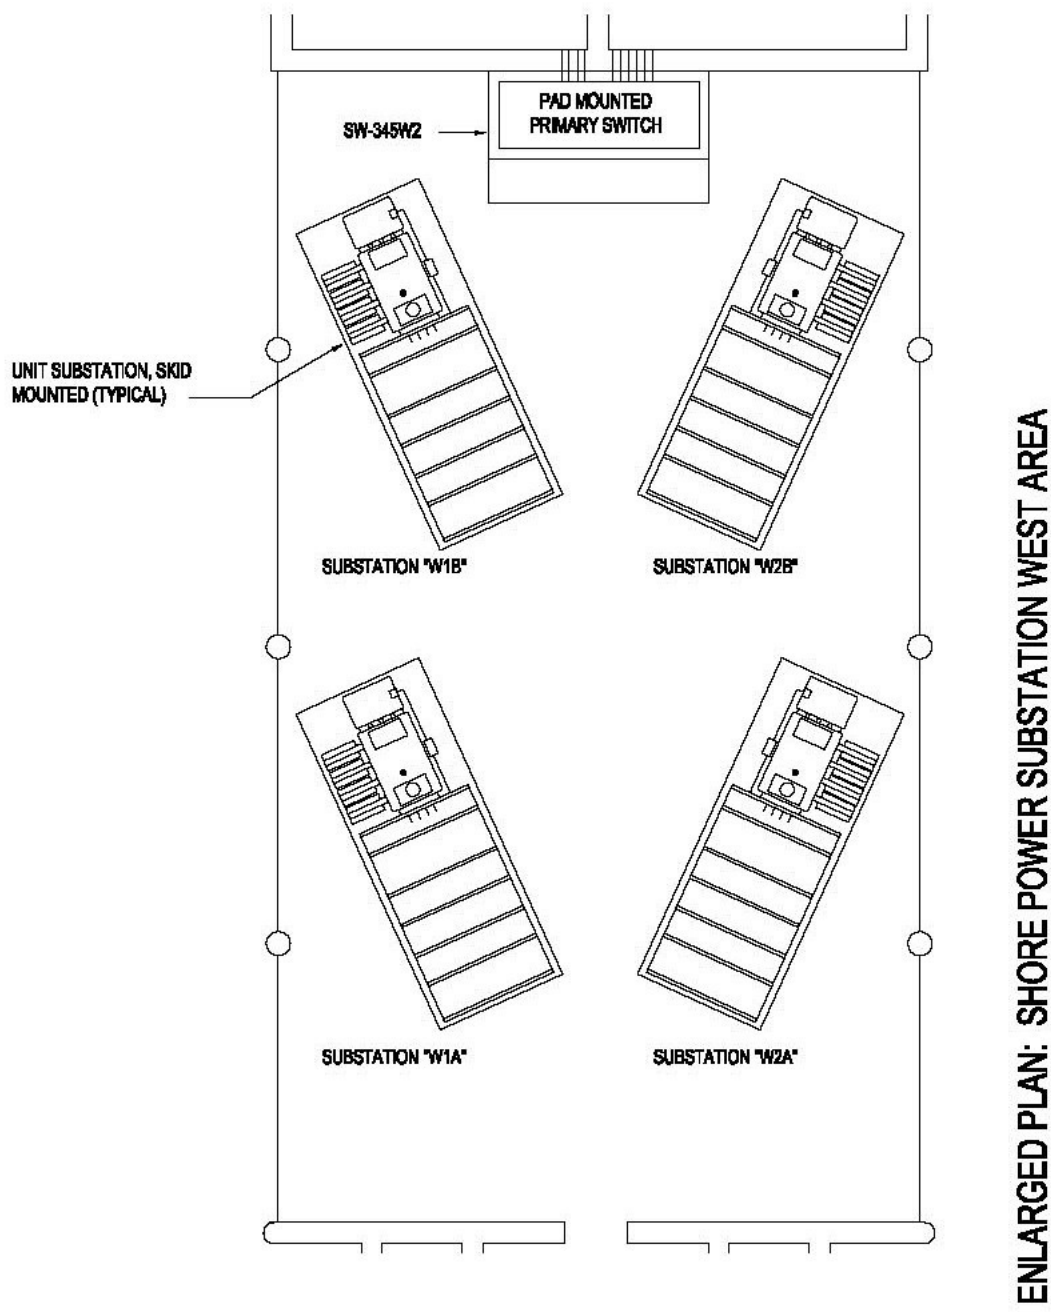 PAD MOUNTED
PRIMARY SWITCH
SW-345W2
UNIT SUBSTATION, SKID
MOUNTED (TYPICAL)
SUBSTATION "W1B"
SUBSTATION "W2B"
SUBSTATION "W1A"
SUBSTATION "W2A"
ENLARGED PLAN: SHORE POWER SUBSTATION WEST AREA